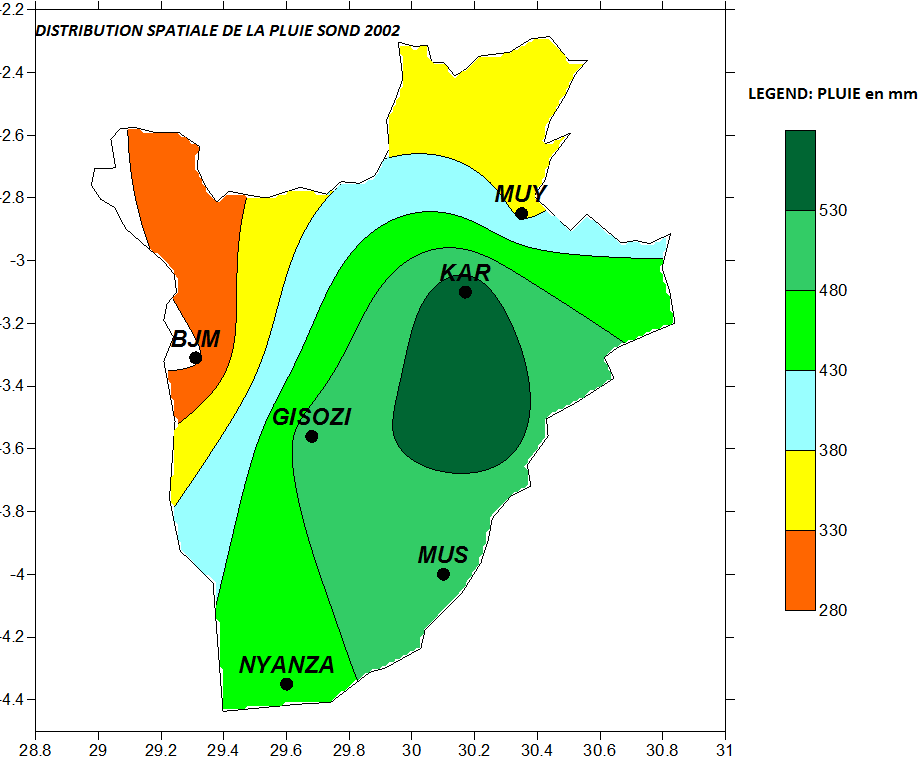 DISTRIBUTION SPATIALE DE LA PLUIE SOND 2002
LEGEND: PLUIE en mm
530
480
430
380
330
280
MUY
KAR
BJM
GISOZI
MUS
NYANZA
-2.2
-2.4
-2.6
-2.8
-3
-3.2
-3.4
-3.6
-3.8
-4
-4.2
-4.4
28.8 29 29.2 29.4 29.6 29.8 30 30.2 30.4 30.6 30.8 31